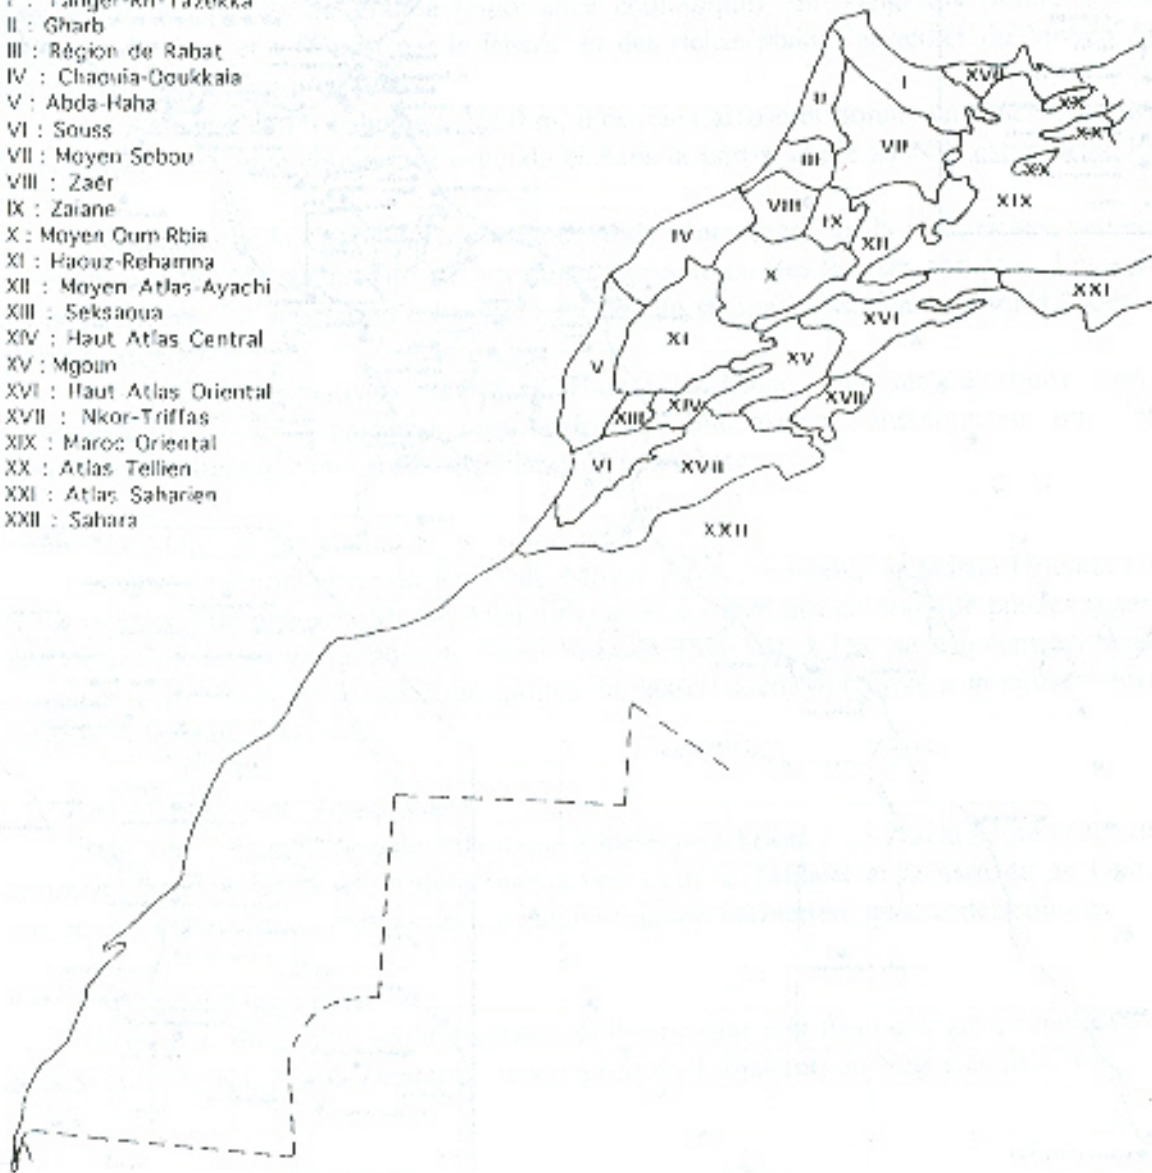 I : Tanger-Rif-Tazekka
II : Gharb
III : Région de Rabat
IV : Chaouia-Doukkala
V : Abda-Haha
VI : Souss
VII : Moyen Sebou
VIII : Zaër
IX : Zaiane
X : Moyen Oum Rbia
XI : Haouz-Rehamna
XII : Moyen Atlas-Ayachi
XIII : Seksaoua
XIV : Haut Atlas Central
XV : Mgoun
XVI : Haut Atlas Oriental
XVII : Nkor-Triffas
XIX : Maroc Oriental
XX : Atlas Tellien
XXI : Atlas Saharien
XXII : Sahara
I
XVII
II
XX
XX
VII
III
XX
XIX
VIII
IX
IV
XII
X
XXI
XVI
XI
XV
V
XVII
XIV
XIII
VI
XVII
XXII